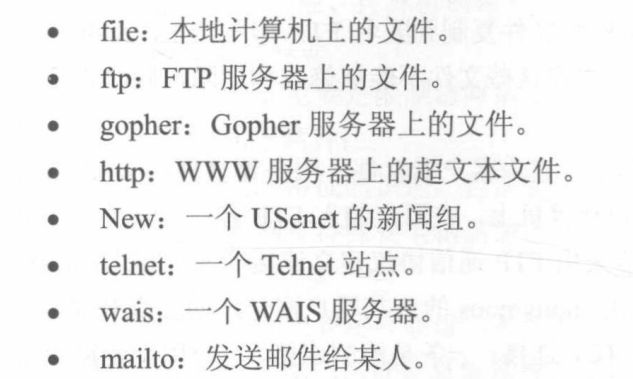 • file：本地计算机上的文件。
• ftp：FTP 服务器上的文件。
• gopher：Gopher 服务器上的文件。
• http：WWW 服务器上的超文本文件。
• New：一个 USenet 的新闻组。
• telnet：一个 Telnet 站点。
• wais：一个 WAIS 服务器。
• mailto：发送邮件给某人。